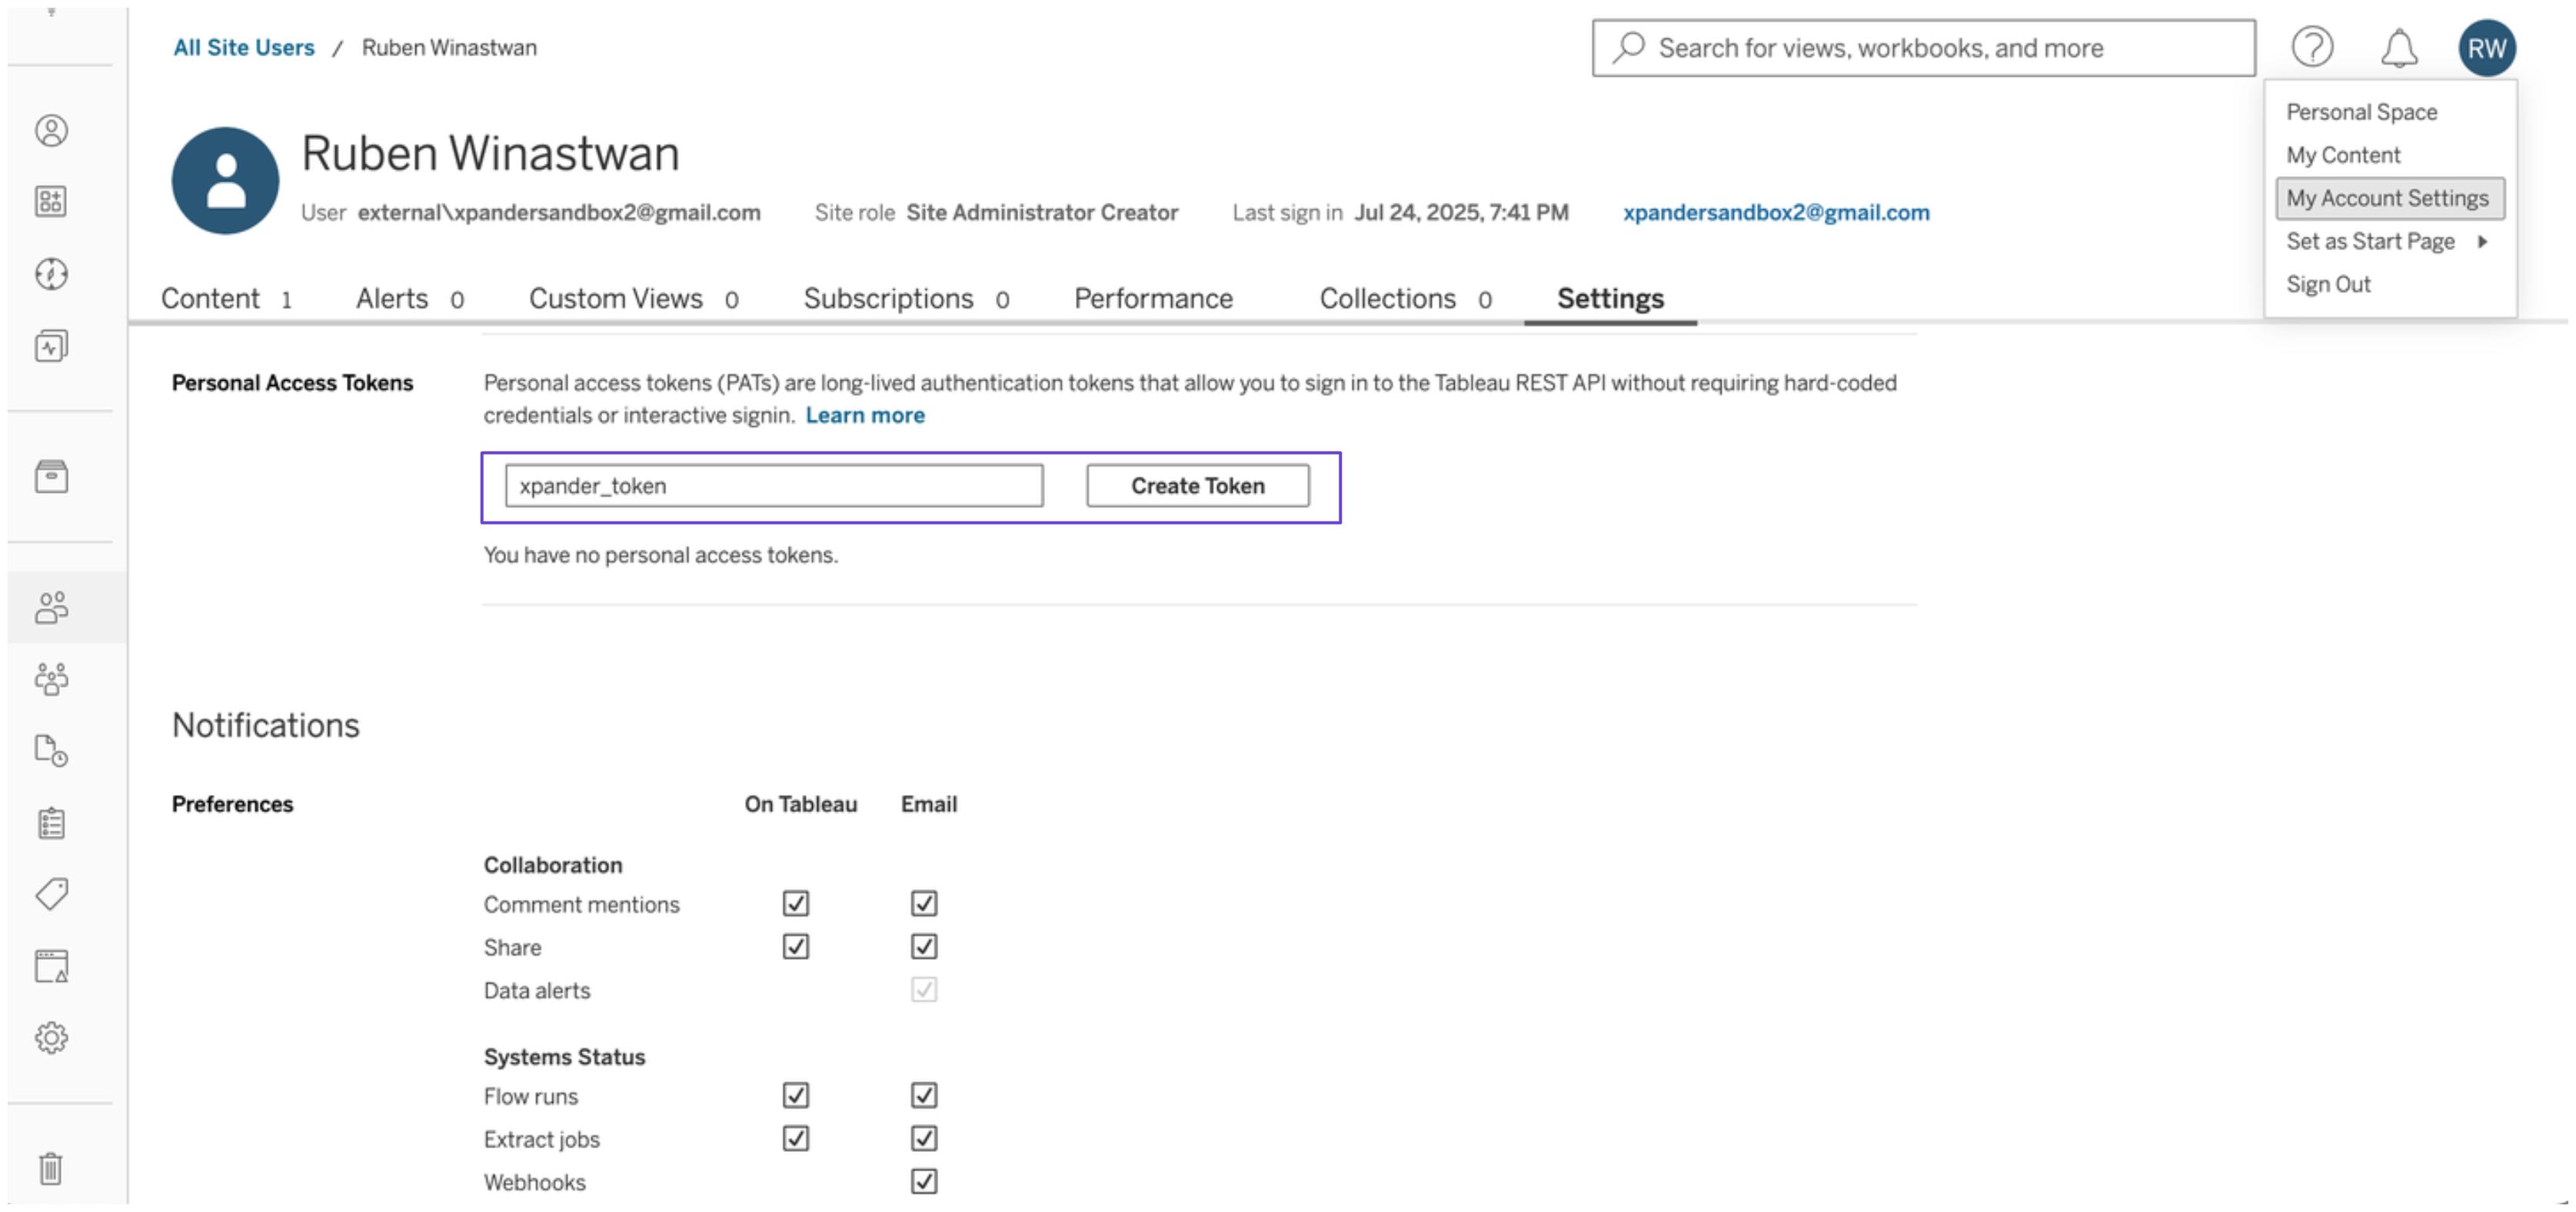 All Site Users / Ruben Winastwan
Search for views, workbooks, and more
RW
Personal Space
My Content
My Account Settings
Set as Start Page
Sign Out
Ruben Winastwan
User external\xpandersandbox2@gmail.com Site role Site Administrator Creator Last sign in Jul 24, 2025, 7:41 PM xpandersandbox2@gmail.com
Content 1 Alerts 0 Custom Views 0 Subscriptions 0 Performance Collections 0 Settings
Personal Access Tokens
Personal access tokens (PATs) are long-lived authentication tokens that allow you to sign in to the Tableau REST API without requiring hard-coded
credentials or interactive signin. Learn more
xpander_token Create Token
You have no personal access tokens.
Notifications
Preferences On Tableau Email
Collaboration
Comment mentions
Share
Data alerts
Systems Status
Flow runs
Extract jobs
Webhooks